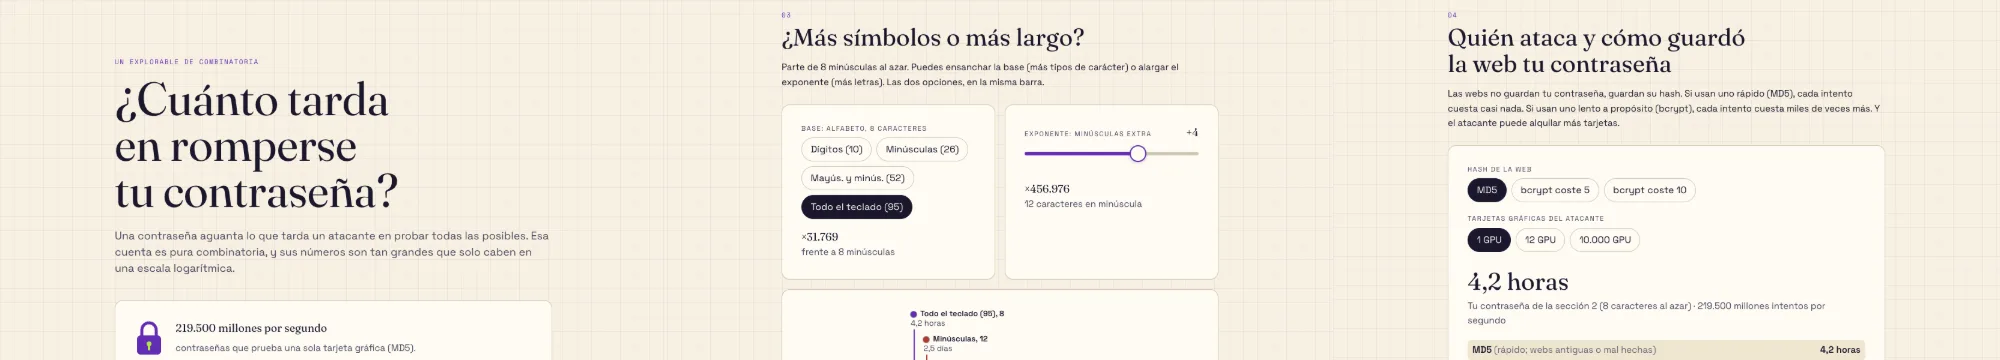 UN EXPLORABLE DE COMBINATORIA
¿Cuánto tarda
en romperse
tu contraseña?
Una contraseña aguanta lo que tarda un atacante en probar todas las posibles. Esa
cuenta es pura combinatoria, y sus números son tan grandes que solo caben en
una escala logarítmica.
219.500 millones por segundo
contraseñas que prueba una sola tarjeta gráfica (MD5).
03
¿Más símbolos o más largo?
Parte de 8 minúsculas al azar. Puedes ensanchar la base (más tipos de carácter) o alargar el
exponente (más letras). Las dos opciones, en la misma barra.
BASE: ALFABETO, 8 CARACTERES
Dígitos (10)
Minúsculas (26)
Mayús. y minús. (52)
Todo el teclado (95)
×31.769
frente a 8 minúsculas
EXPONENTE: MINÚSCULAS EXTRA
+4
×456.976
12 caracteres en minúscula
Todo el teclado (95), 8
4,2 horas
Minúsculas, 12
2,5 días
04
Quién ataca y cómo guardó
la web tu contraseña
Las webs no guardan tu contraseña, guardan su hash. Si usan uno rápido (MD5), cada intento
cuesta casi nada. Si usan uno lento a propósito (bcrypt), cada intento cuesta miles de veces más. Y
el atacante puede alquilar más tarjetas.
HASH DE LA WEB
MD5
bcrypt coste 5
bcrypt coste 10
TARJETAS GRÁFICAS DEL ATACANTE
1 GPU
12 GPU
10.000 GPU
4,2 horas
Tu contraseña de la sección 2 (8 caracteres al azar) · 219.500 millones intentos por
segundo
MD5 (rápido; webs antiguas o mal hechas)
4,2 horas